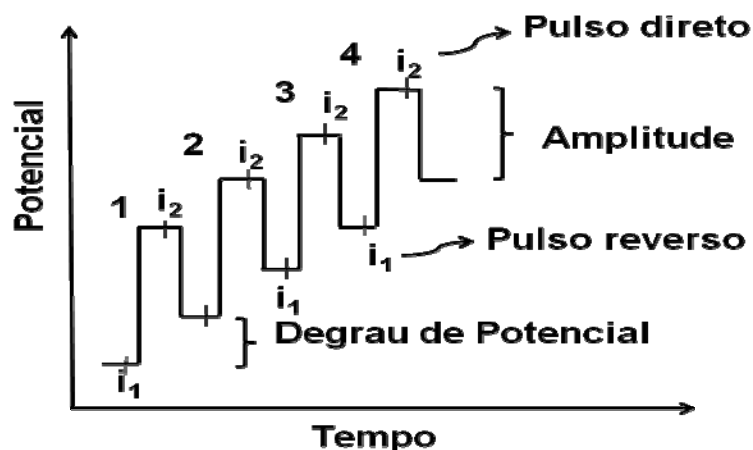 Pulso direto
4
i2
3
i2
Amplitude
2
i2
1
i2
Pulso reverso
i1
i1
Degrau de Potencial
i1
Potencial
Tempo